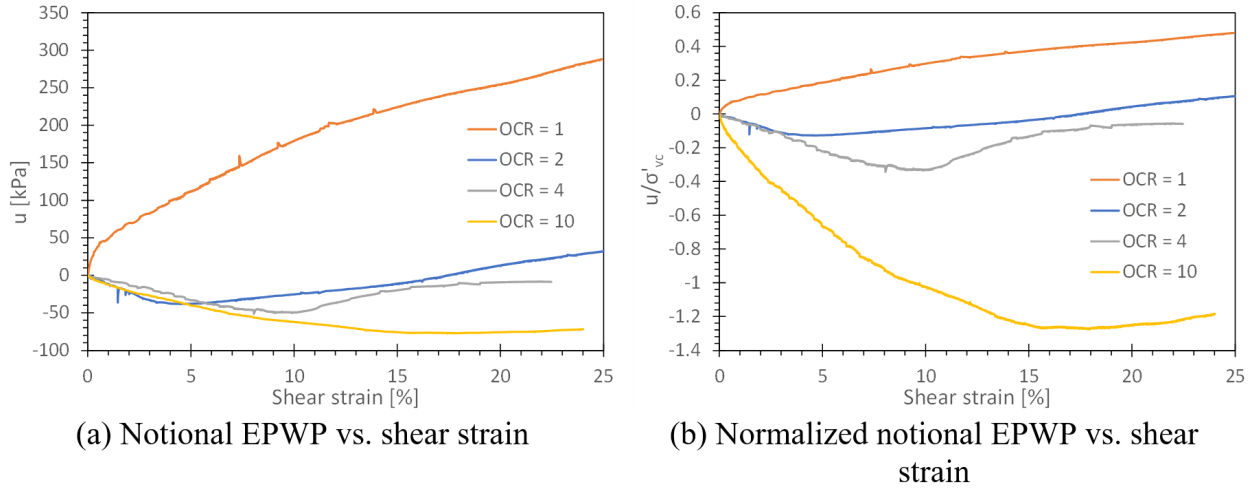 350
300
250
200
150
100
50
0
-50
-100
u [kPa]
0 5 10 15 20 25
Shear strain [%]
OCR = 1
OCR = 2
OCR = 4
OCR = 10
(a) Notional EPWP vs. shear strain
0.6
0.4
0.2
0
-0.2
-0.4
-0.6
-0.8
-1
-1.2
-1.4
u/σ'vc
0 5 10 15 20 25
Shear strain [%]
OCR = 1
OCR = 2
OCR = 4
OCR = 10
(b) Normalized notional EPWP vs. shear
strain